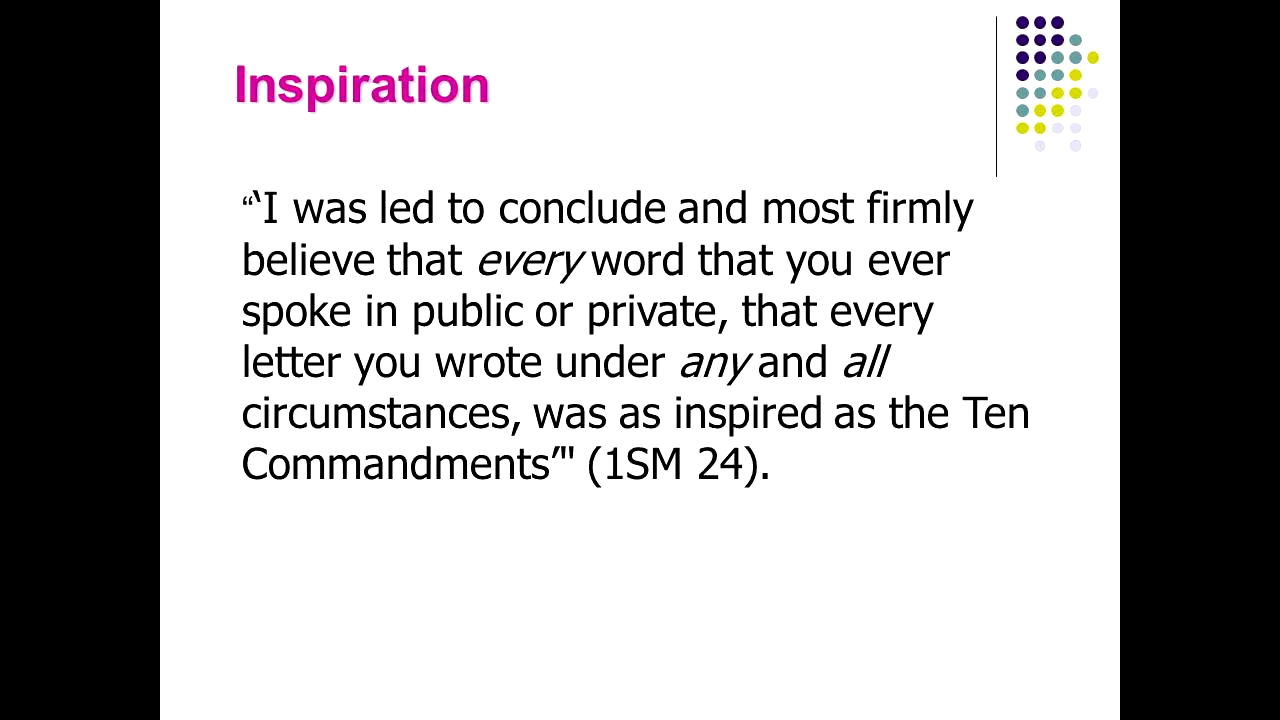 Inspiration
“‘I was led to conclude and most firmly
believe that every word that you ever
spoke in public or private, that every
letter you wrote under any and all
circumstances, was as inspired as the Ten
Commandments’" (1SM 24).